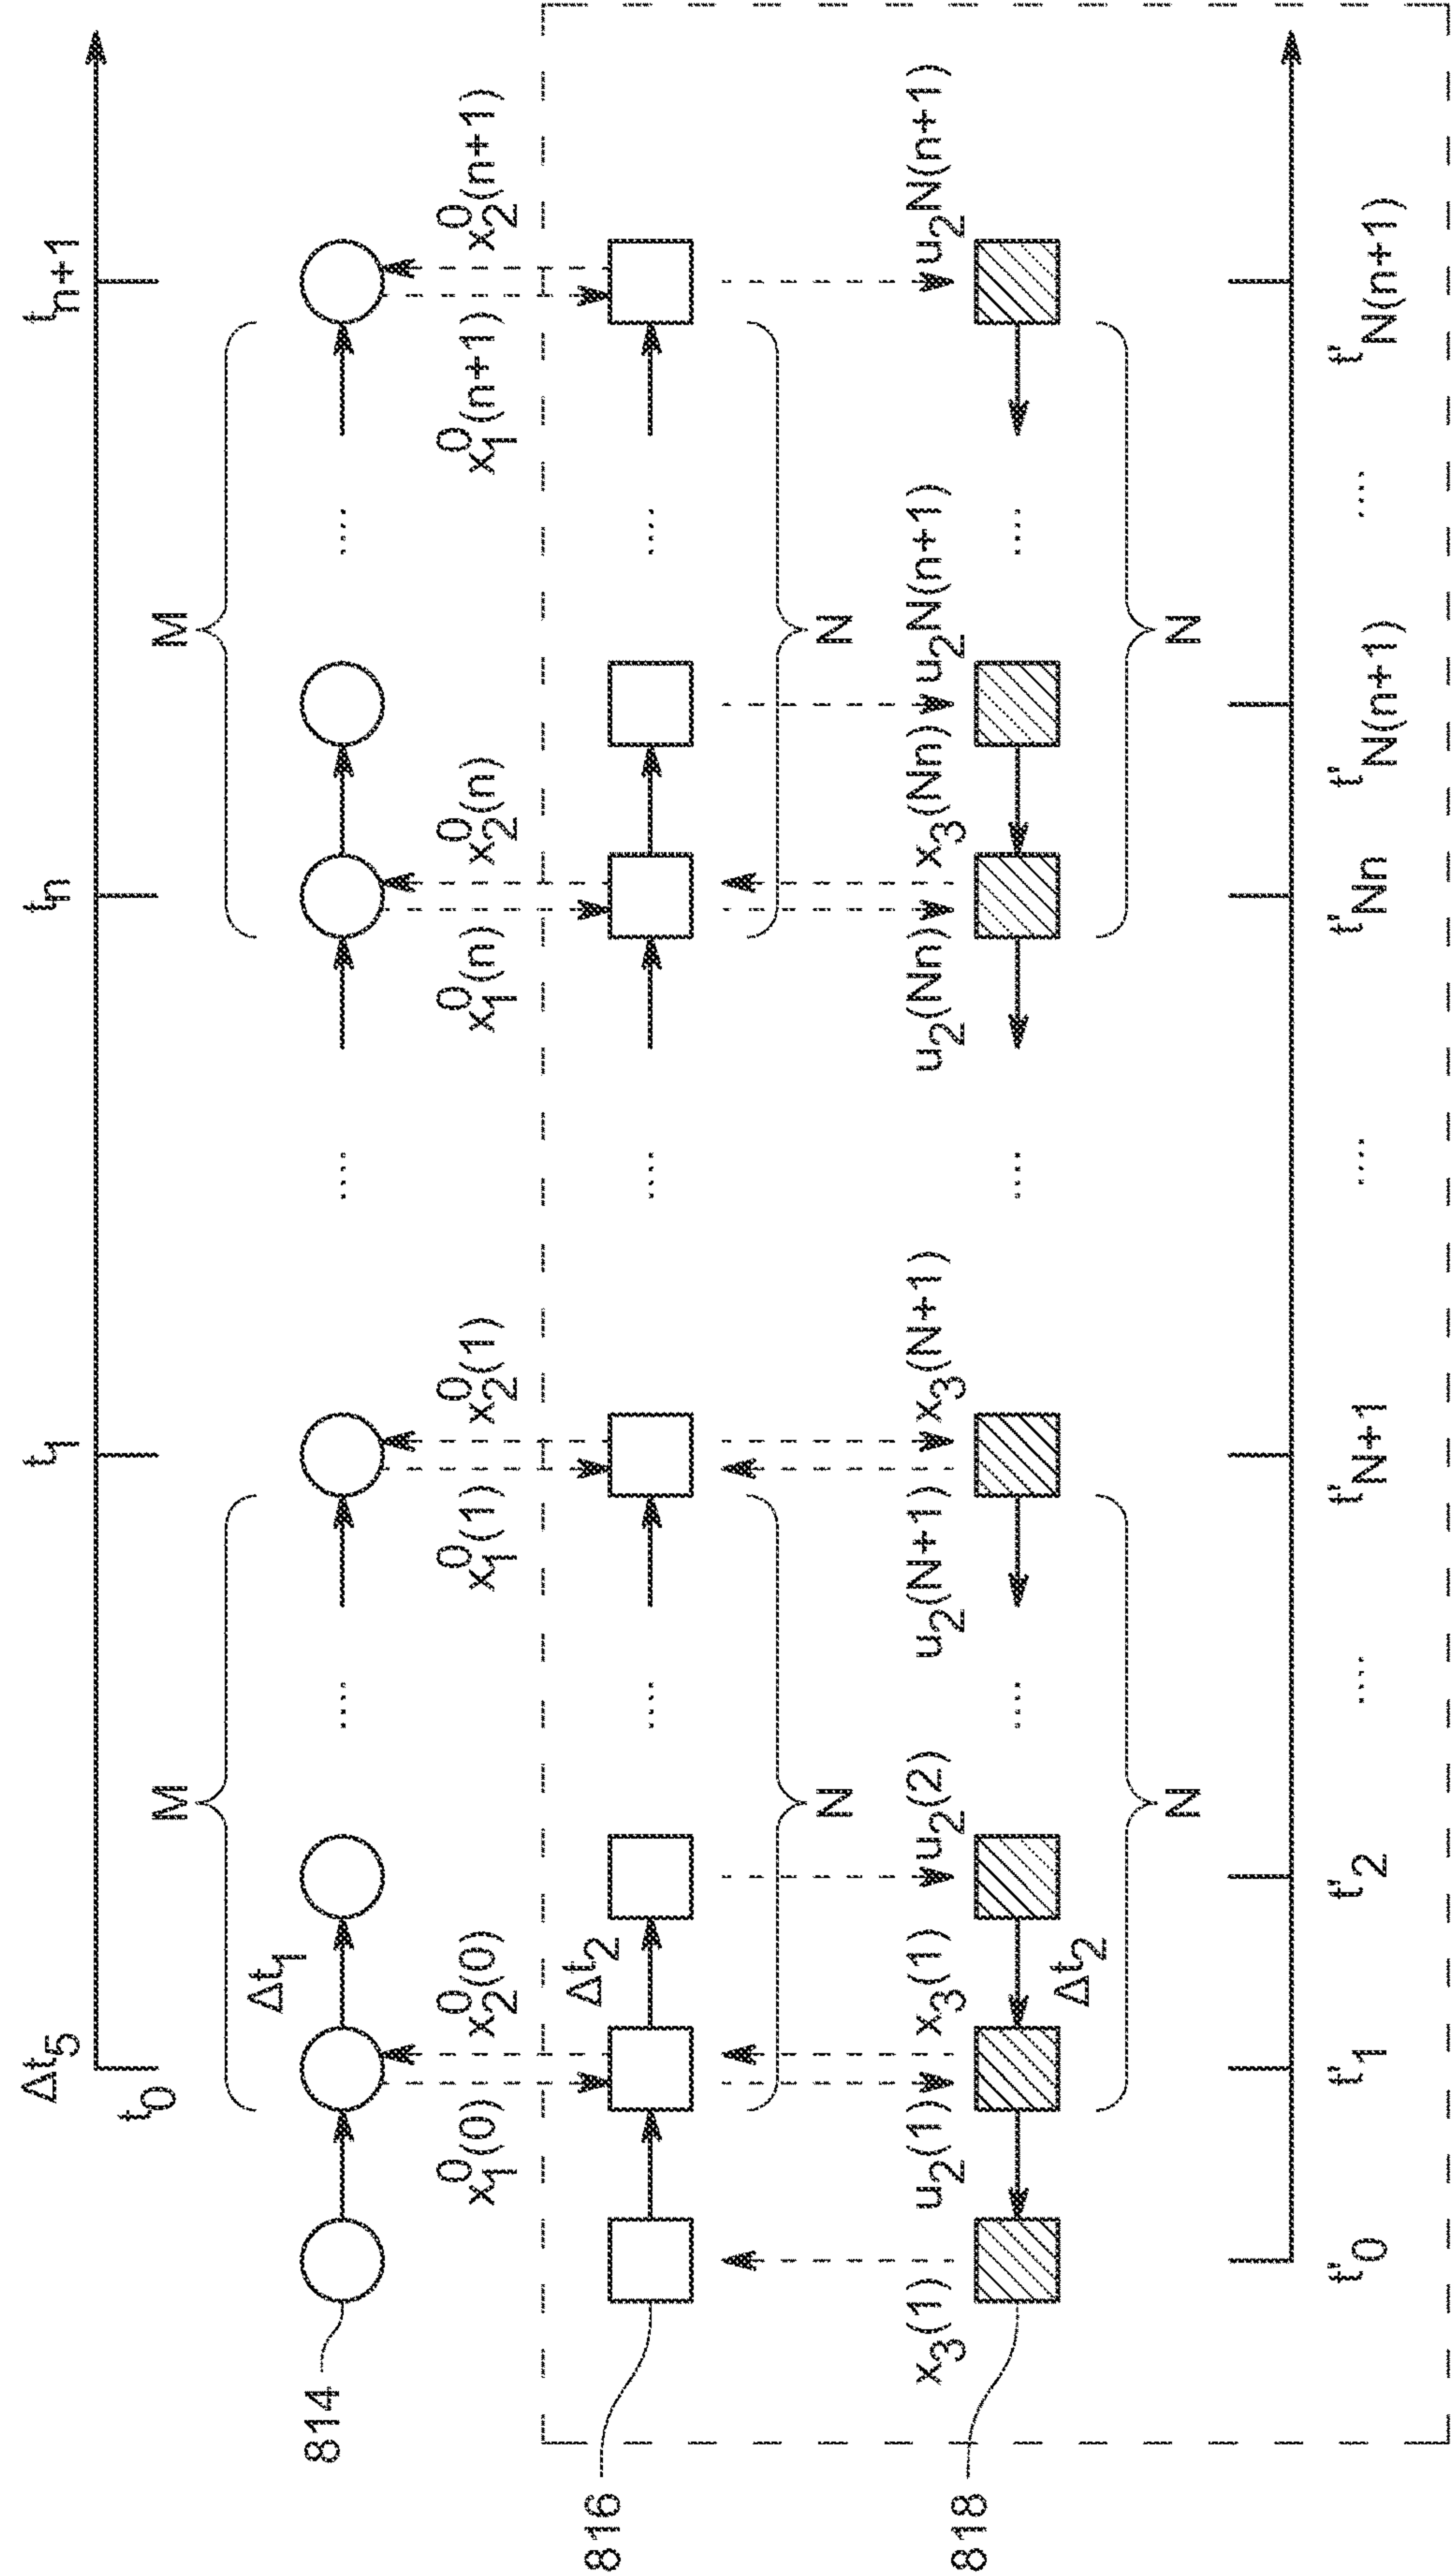 Δt5
t0 t1 tn tn+1
M M
814
Δt1
x⁰1(0) x⁰2(0) x⁰1(1) x⁰2(1) x⁰1(n) x⁰2(n) x⁰1(n+1) x⁰2(n+1)
.... .... ....
816
Δt2
.... .... ....
N N
x3(1) u2(1) x3(1) u2(2) u2(N+1) x3(N+1) u2(Nn) x3(Nn) u2N(n+1) u2N(n+1)
818
.... .... ....
Δt2
N N
t'0 t'1 t'2 .... t'N+1 .... t'Nn t'N(n+1) .... t'N(n+1)